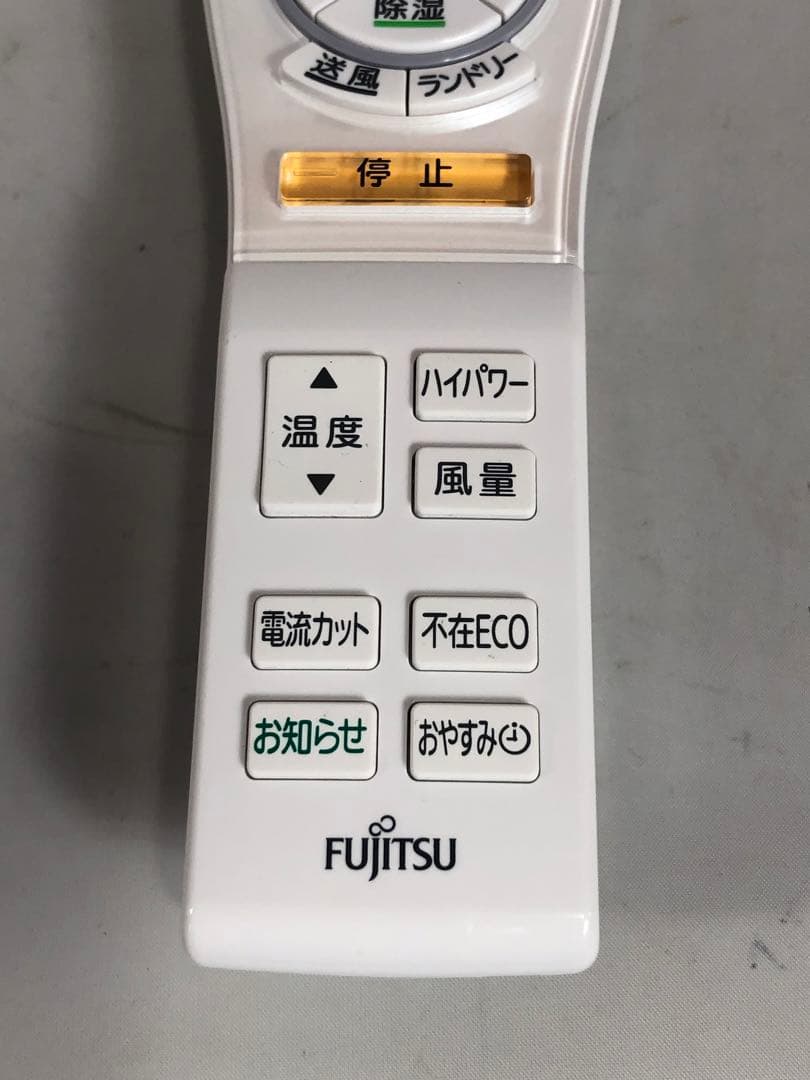 除湿
送風 ランドリー
停止
▲ ハイパワー
温度
▼ 風量
電流カット 不在ECO
お知らせ おやすみ
FUJITSU